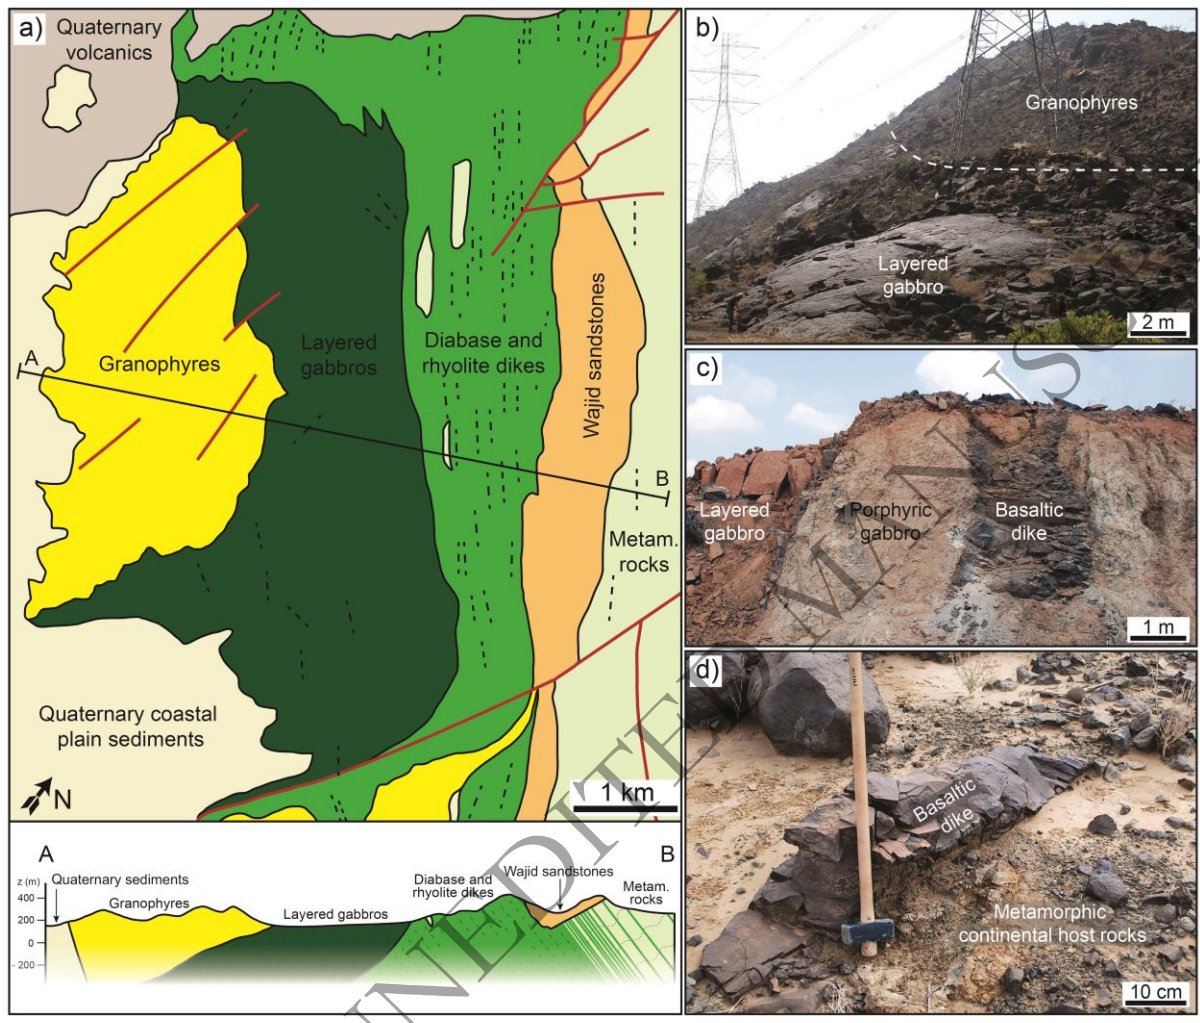 a)
Quaternary
volcanics
A
Granophyres
Layered
gabbros
Diabase and
rhyolite dikes
Wajid sandstones
B
Metam.
rocks
Quaternary coastal
plain sediments
N
1 km
A
B
z (m)
400
200
0
- 200
Quaternary sediments
Granophyres
Layered gabbros
Diabase and
rhyolite dikes
Wajid sandstones
Metam.
rocks
b)
Granophyres
Layered
gabbro
2 m
c)
Layered
gabbro
Porphyric
gabbro
Basaltic
dike
1 m
d)
Basaltic
dike
Metamorphic
continental host rocks
10 cm
UNEDITED MANUSC